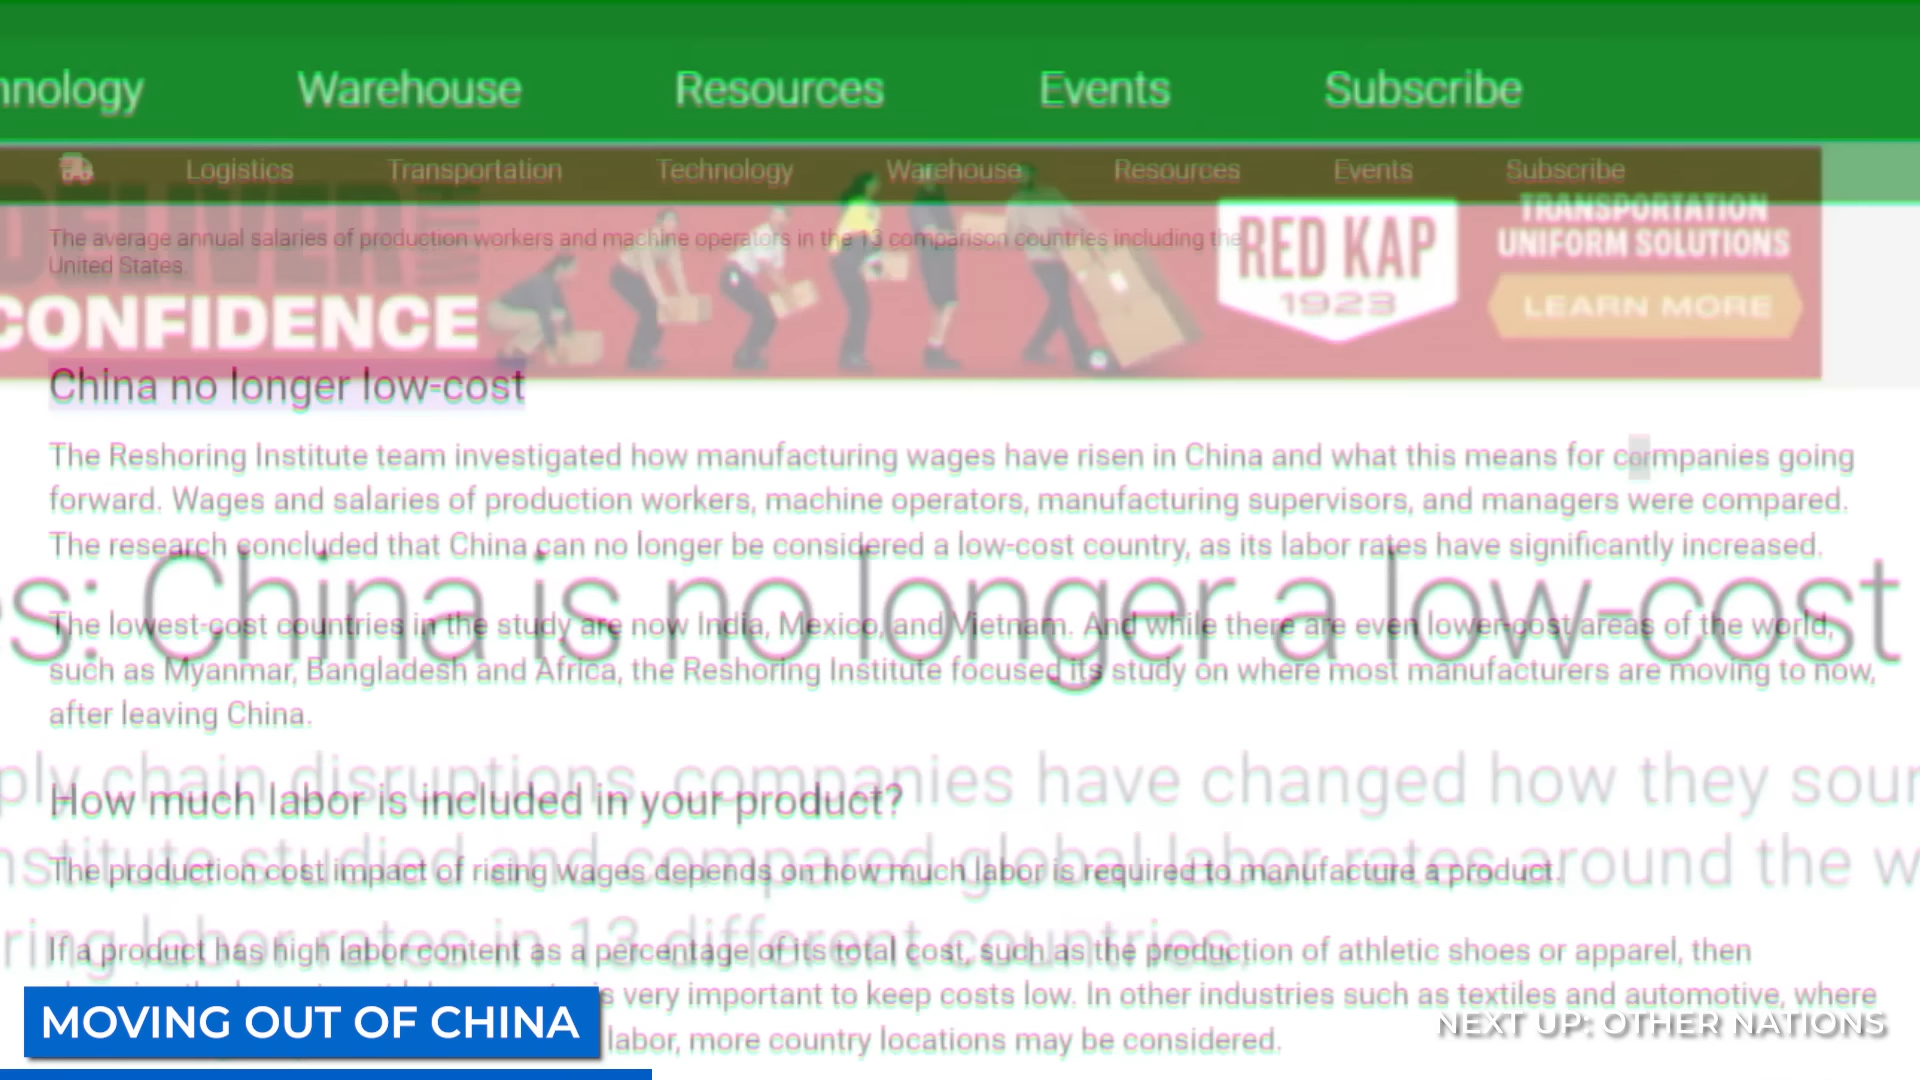 hnology Warehouse Resources Events Subscribe
Logistics Transportation Technology Warehouse Resources Events Subscribe
DELIVER
TRANSPORTATION
UNIFORM SOLUTIONS
RED KAP
1923
LEARN MORE
The average annual salaries of production workers and machine operators in the 13 comparison countries including the
United States
CONFIDENCE
China no longer low-cost
The Reshoring Institute team investigated how manufacturing wages have risen in China and what this means for companies going
forward. Wages and salaries of production workers, machine operators, manufacturing supervisors, and managers were compared.
The research concluded that China can no longer be considered a low-cost country, as its labor rates have significantly increased.
s: China is no longer a low-cost
The lowest-cost countries in the study are now India, Mexico, and Vietnam. And while there are even lower-cost areas of the world,
such as Myanmar, Bangladesh and Africa, the Reshoring Institute focused its study on where most manufacturers are moving to now,
after leaving China.
ply chain disruptions, companies have changed how they sour
How much labor is included in your product?
nstitute studied and compared global labor rates around the w
The production cost impact of rising wages depends on how much labor is required to manufacture a product.
ring labor rates in 13 different countries.
If a product has high labor content as a percentage of its total cost, such as the production of athletic shoes or apparel, then
is very important to keep costs low. In other industries such as textiles and automotive, where
labor, more country locations may be considered.
MOVING OUT OF CHINA
NEXT UP: OTHER NATIONS